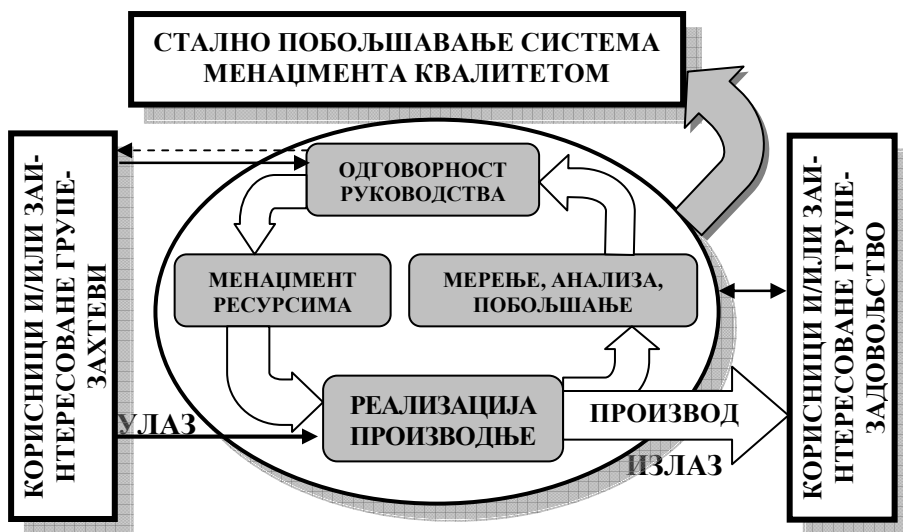 СТАЛНО ПОБОЉШАВАЊЕ СИСТЕМА
МЕНАЏМЕНТА КВАЛИТЕТОМ
КОРИСНИЦИ И/ИЛИ ЗАИ-
НТЕРЕСОВАНЕ ГРУПЕ-
ЗАХТЕВИ
ОДГОВОРНОСТ
РУКОВОДСТВА
МЕНАЏМЕНТ
РЕСУРСИМА
МЕРЕЊЕ, АНАЛИЗА,
ПОБОЉШАЊЕ
РЕАЛИЗАЦИЈА
ПРОИЗВОДЊЕ
УЛАЗ
ПРОИЗВОД
ИЗЛАЗ
КОРИСНИЦИ И/ИЛИ ЗАИ-
НТЕРЕСОВАНЕ ГРУПЕ-
ЗАДОВОЉСТВО